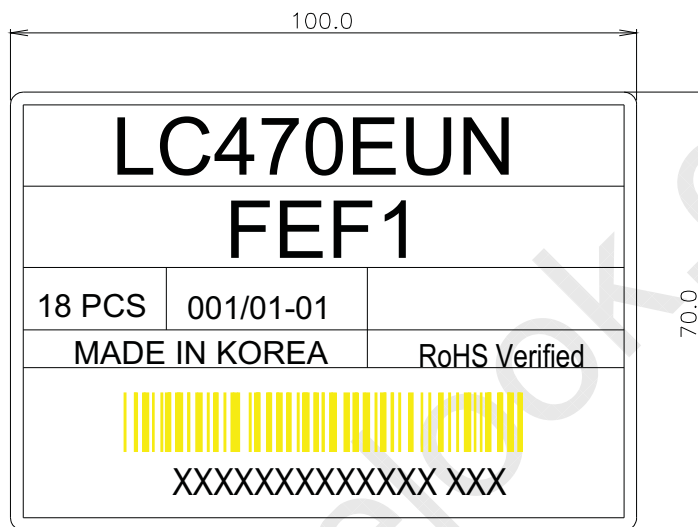 100.0
LC470EUN
FEF1
70.0
18 PCS 001/01-01
MADE IN KOREA RoHS Verified
XXXXXXXXXXXXX XXX